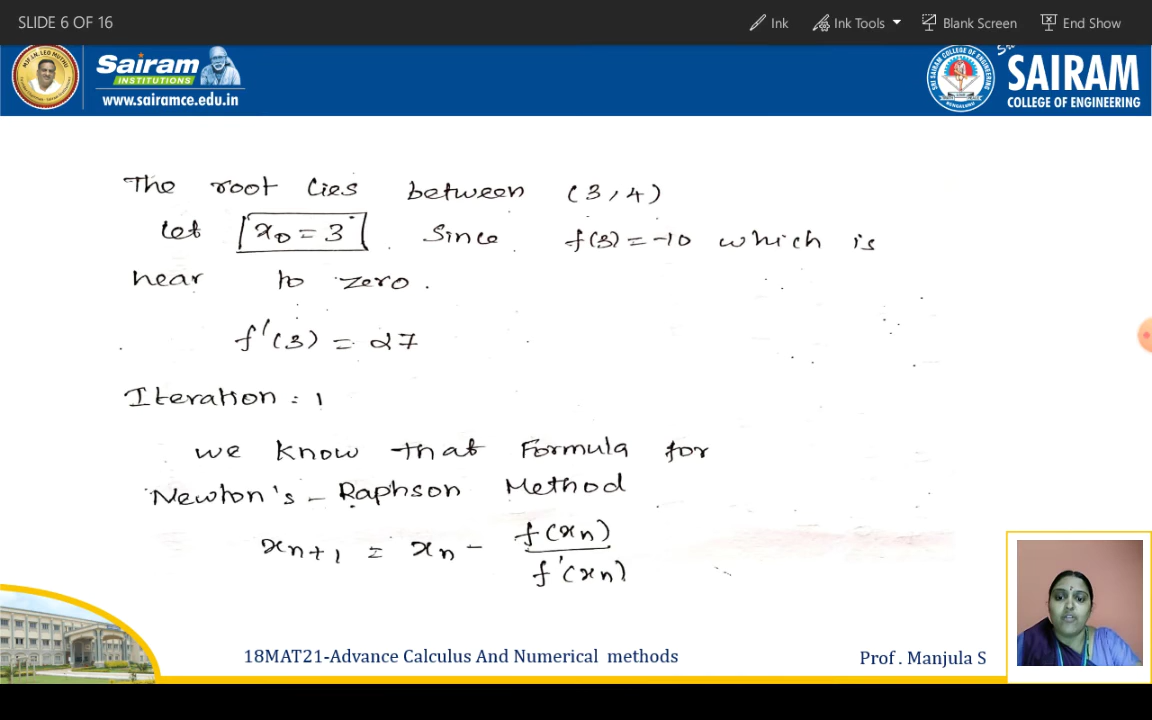 SLIDE 6 OF 16
Ink
Ink Tools
Blank Screen
End Show
Sairam
INSTITUTIONS
www.sairamce.edu.in
SAIRAM
COLLEGE OF ENGINEERING
The root lies between (3,4)
let x₀ = 3 . Since f(3) = -10 which is
near to zero.
f'(3) = 27
Iteration : 1
we know that Formula for
Newton's - Raphson Method
xn+1 = xn - f(xn) / f'(xn)
18MAT21-Advance Calculus And Numerical methods
Prof . Manjula S